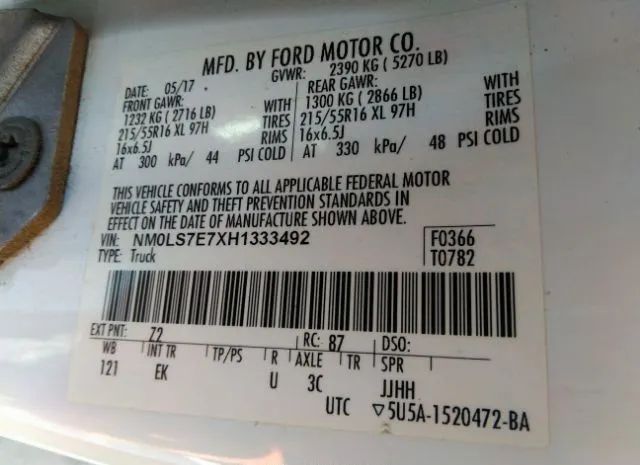 MFD. BY FORD MOTOR CO.
DATE: 05/17 GVWR: 2390 KG ( 5270 LB)
FRONT GAWR: WITH REAR GAWR: WITH
1232 KG ( 2716 LB) TIRES 1300 KG ( 2866 LB) TIRES
215/55R16 XL 97H RIMS 215/55R16 XL 97H RIMS
16x6.5J 16x6.5J
AT 300 kPa/ 44 PSI COLD AT 330 kPa/ 48 PSI COLD
THIS VEHICLE CONFORMS TO ALL APPLICABLE FEDERAL MOTOR
VEHICLE SAFETY AND THEFT PREVENTION STANDARDS IN
EFFECT ON THE DATE OF MANUFACTURE SHOWN ABOVE.
VIN: NM0LS7E7XH1333492 F0366
TYPE: Truck T0782
EXT PNT: Z2 RC: 87 DSO:
WB INT TR TP/PS R AXLE TR SPR
121 EK U 3C JJHH
UTC ▽5U5A-1520472-BA